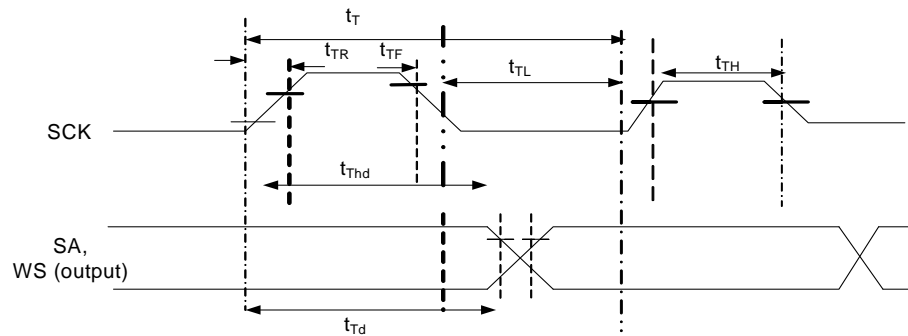 tT
tTR
tTF
tTL
tTH
SCK
tThd
SA,
WS (output)
tTd